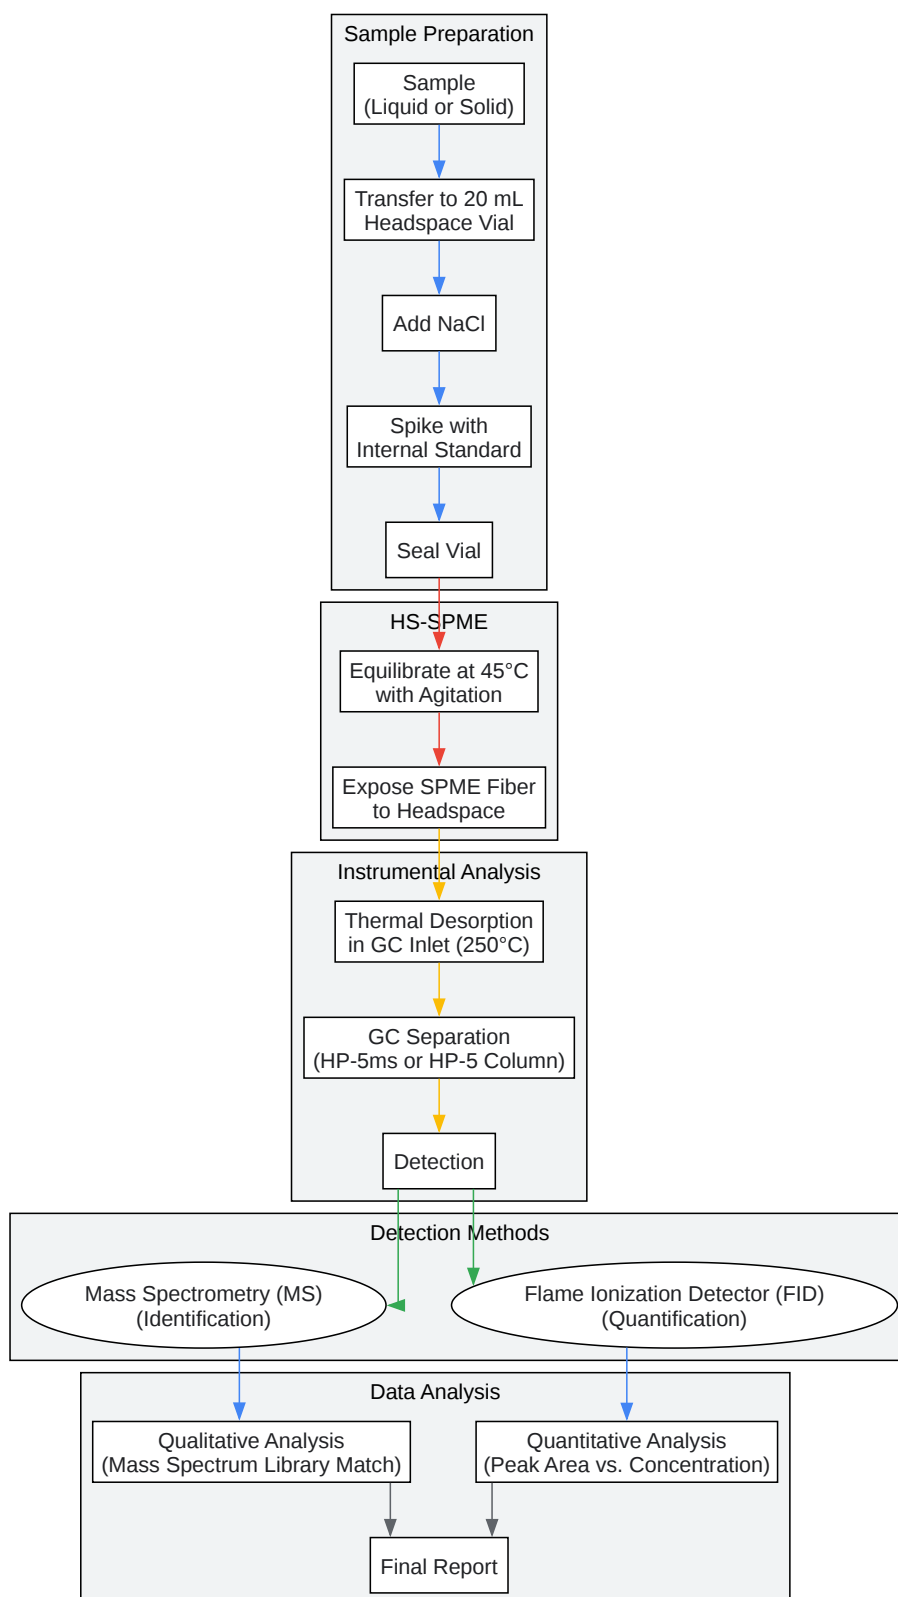 Sample Preparation
Sample
(Liquid or Solid)
Transfer to 20 mL
Headspace Vial
Add NaCl
Spike with
Internal Standard
Seal Vial
HS-SPME
Equilibrate at 45°C
with Agitation
Expose SPME Fiber
to Headspace
Instrumental Analysis
Thermal Desorption
in GC Inlet (250°C)
GC Separation
(HP-5ms or HP-5 Column)
Detection
Detection Methods
Mass Spectrometry (MS)
(Identification)
Flame Ionization Detector (FID)
(Quantification)
Data Analysis
Qualitative Analysis
(Mass Spectrum Library Match)
Quantitative Analysis
(Peak Area vs. Concentration)
Final Report